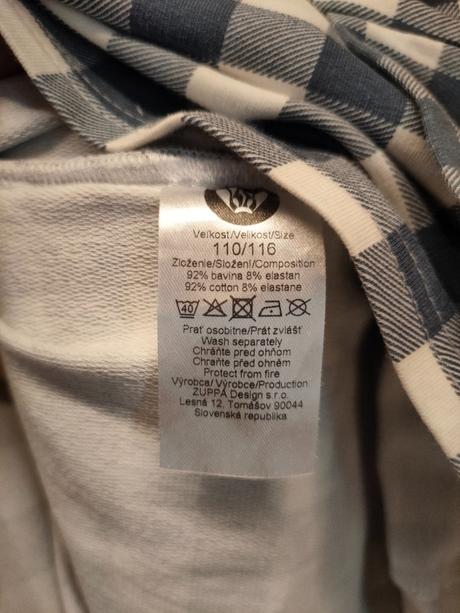 Veľkosť/Velikost/Size
110/116
Zloženie/Složení/Composition
92% bavlna 8% elastan
92% cotton 8% elastane
40
Prať osobitne/Prát zvlášť
Wash separately
Chráňte pred ohňom
Chraňte před ohněm
Protect from fire
Výrobca/Výrobce/Production
ZUPPA Design s.r.o.
Lesná 12, Tomášov 90044
Slovenská republika